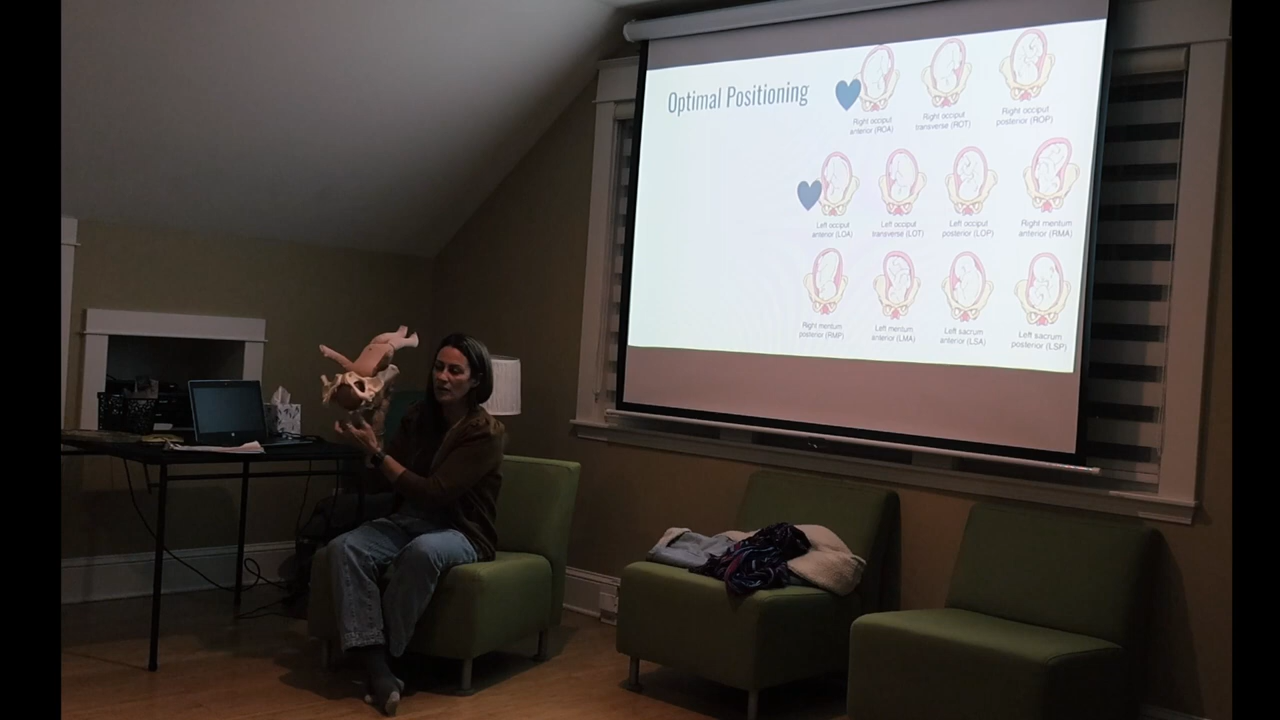 Optimal Positioning
Right occiput
anterior (ROA)
Right occiput
transverse (ROT)
Right occiput
posterior (ROP)
Left occiput
anterior (LOA)
Left occiput
transverse (LOT)
Left occiput
posterior (LOP)
Right mentum
anterior (RMA)
Right mentum
posterior (RMP)
Left mentum
anterior (LMA)
Left sacrum
anterior (LSA)
Left sacrum
posterior (LSP)